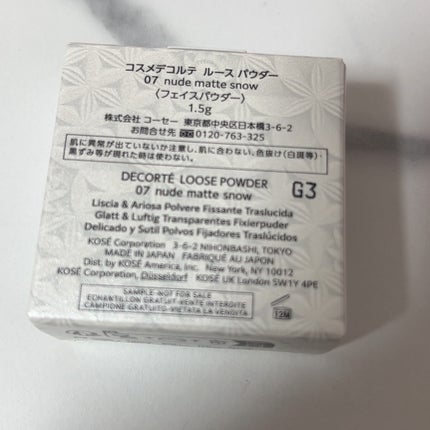 コスメデコルテ ルース パウダー
07 nude matte snow
〈フェイスパウダー〉
1.5g
株式会社 コーセー 東京都中央区日本橋3-6-2
お問合せ先 0120-763-325
肌に異常が出ていないか注意し、肌に合わない、色抜け(白斑等)・
黒ずみ等が現れた時は使わない。
DECORTÉ LOOSE POWDER
07 nude matte snow
G3
Liscia & Ariosa Polvere Fissante Traslucida
Glatt & Luftig Transparentes Fixierpuder
Delicado y Sutil Polvos Fijadores Traslúcidos
KOSÉ Corporation 3-6-2 NIHONBASHI, TOKYO
MADE IN JAPAN FABRIQUÉ AU JAPON
Dist. by KOSÉ America, Inc. New York, NY 10012
KOSÉ Corporation, Düsseldorf KOSÉ UK London SW1Y 4PE
SAMPLE-NOT FOR SALE
ÉCHANTILLON GRATUIT-VENTE INTERDITE
CAMPIONE GRATUITO-VIETATA LA VENDITA
12M